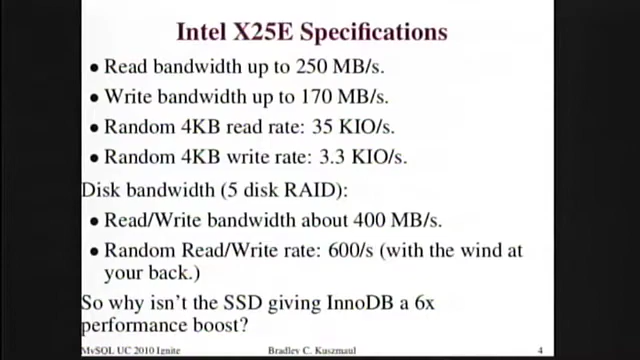 Intel X25E Specifications
● Read bandwidth up to 250 MB/s.
● Write bandwidth up to 170 MB/s.
● Random 4KB read rate: 35 KIO/s.
● Random 4KB write rate: 3.3 KIO/s.
Disk bandwidth (5 disk RAID):
● Read/Write bandwidth about 400 MB/s.
● Random Read/Write rate: 600/s (with the wind at
your back.)
So why isn't the SSD giving InnoDB a 6x
performance boost?
MySQL UC 2010 Ignite Bradley C. Kuszmaul 4